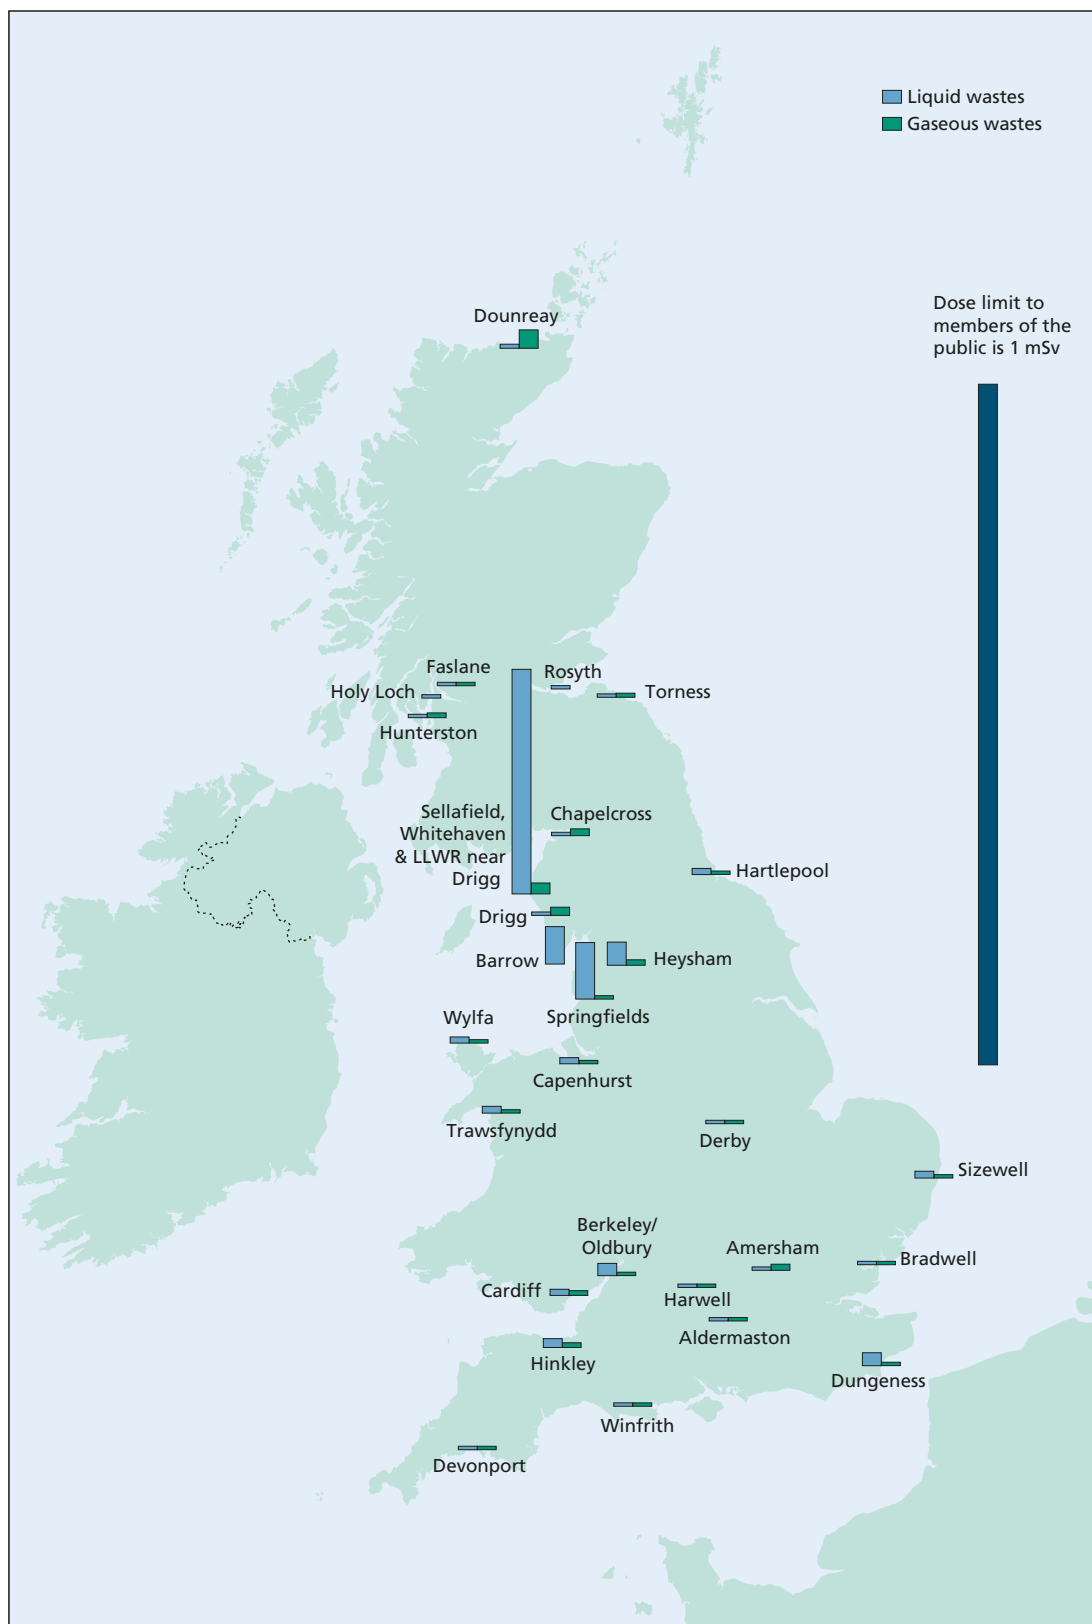 Liquid wastes
Gaseous wastes
Dose limit to
members of the
public is 1 mSv
Dounreay
Faslane
Rosyth
Holy Loch
Torness
Hunterston
Sellafield,
Whitehaven
& LLWR near
Drigg
Chapelcross
Hartlepool
Drigg
Barrow
Heysham
Springfields
Wylfa
Capenhurst
Trawsfynydd
Derby
Sizewell
Berkeley/
Oldbury
Amersham
Bradwell
Cardiff
Harwell
Aldermaston
Hinkley
Dungeness
Winfrith
Devonport